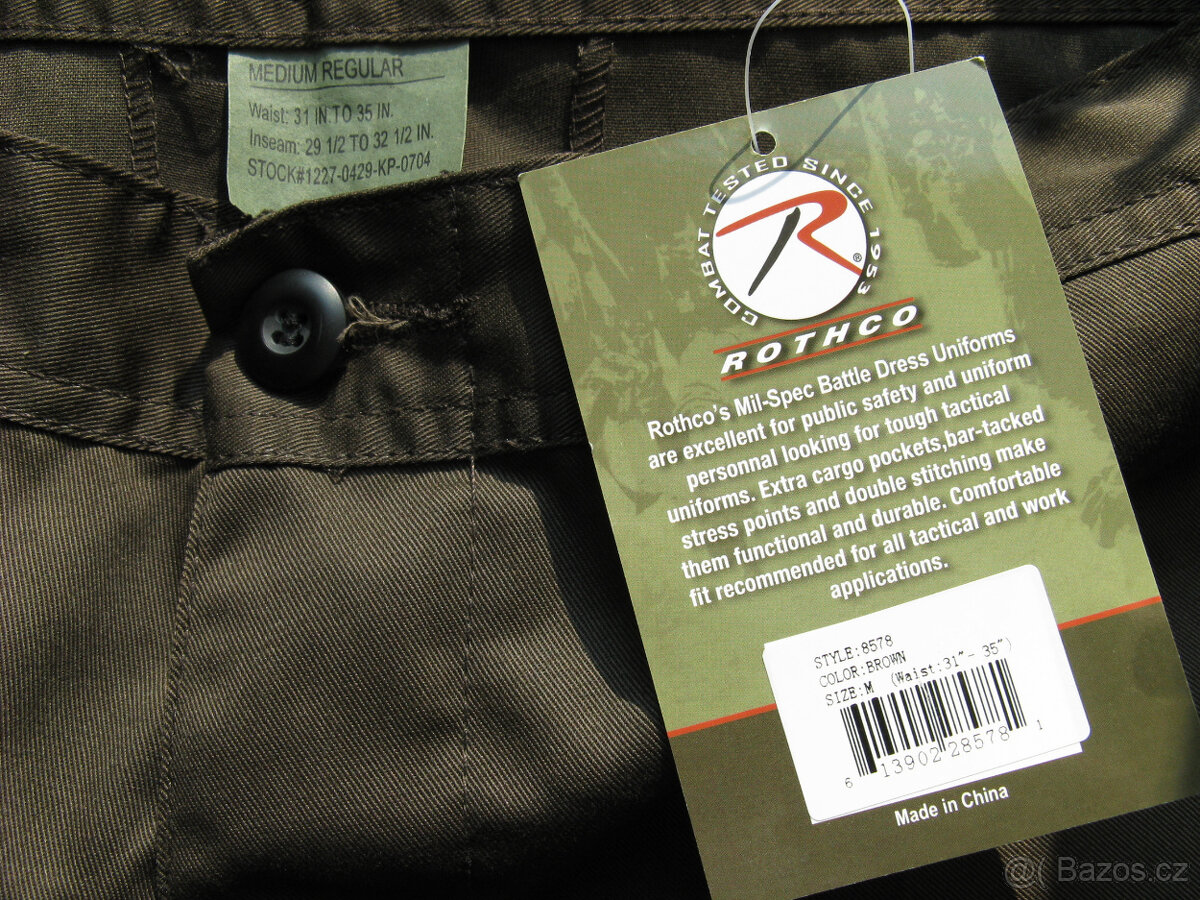 MEDIUM REGULAR
Waist: 31 IN TO 35 IN.
Inseam: 29 1/2 TO 32 1/2 IN.
STOCK#1227-0429-KP-0704
COMBAT TESTED SINCE 1953
R®
ROTHCO
Rothco's Mil-Spec Battle Dress Uniforms
are excellent for public safety and uniform
personnal looking for tough tactical
uniforms. Extra cargo pockets,bar-tacked
stress points and double stitching make
them functional and durable. Comfortable
fit recommended for all tactical and work
applications.
STYLE:8578
COLOR:BROWN
SIZE:M (Waist:31"- 35")
6 13902 28578 1
Made in China
@( Bazos.cz